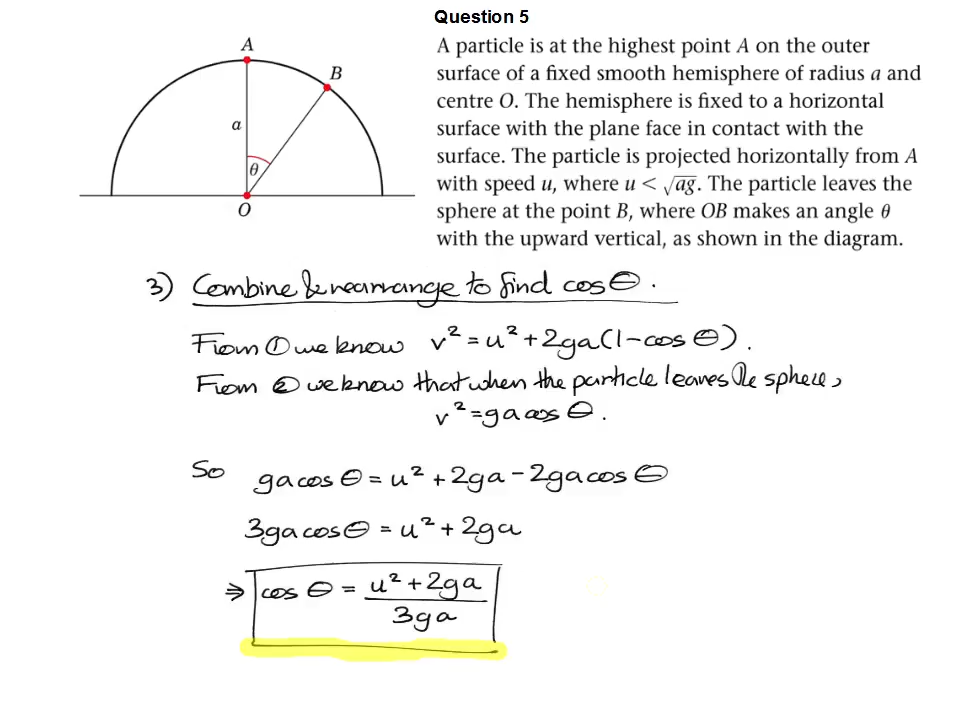 Question 5
A
B
a
θ
O
A particle is at the highest point A on the outer
surface of a fixed smooth hemisphere of radius a and
centre O. The hemisphere is fixed to a horizontal
surface with the plane face in contact with the
surface. The particle is projected horizontally from A
with speed u, where u < √ag. The particle leaves the
sphere at the point B, where OB makes an angle θ
with the upward vertical, as shown in the diagram.
3) Combine & rearrange to find cos θ.
From ① we know v² = u² + 2ga(1-cos θ).
From ② we know that when the particle leaves the sphere,
v² = ga cos θ.
So ga cos θ = u² + 2ga - 2ga cos θ
3ga cos θ = u² + 2ga
⇒ cos θ = u² + 2ga
3ga